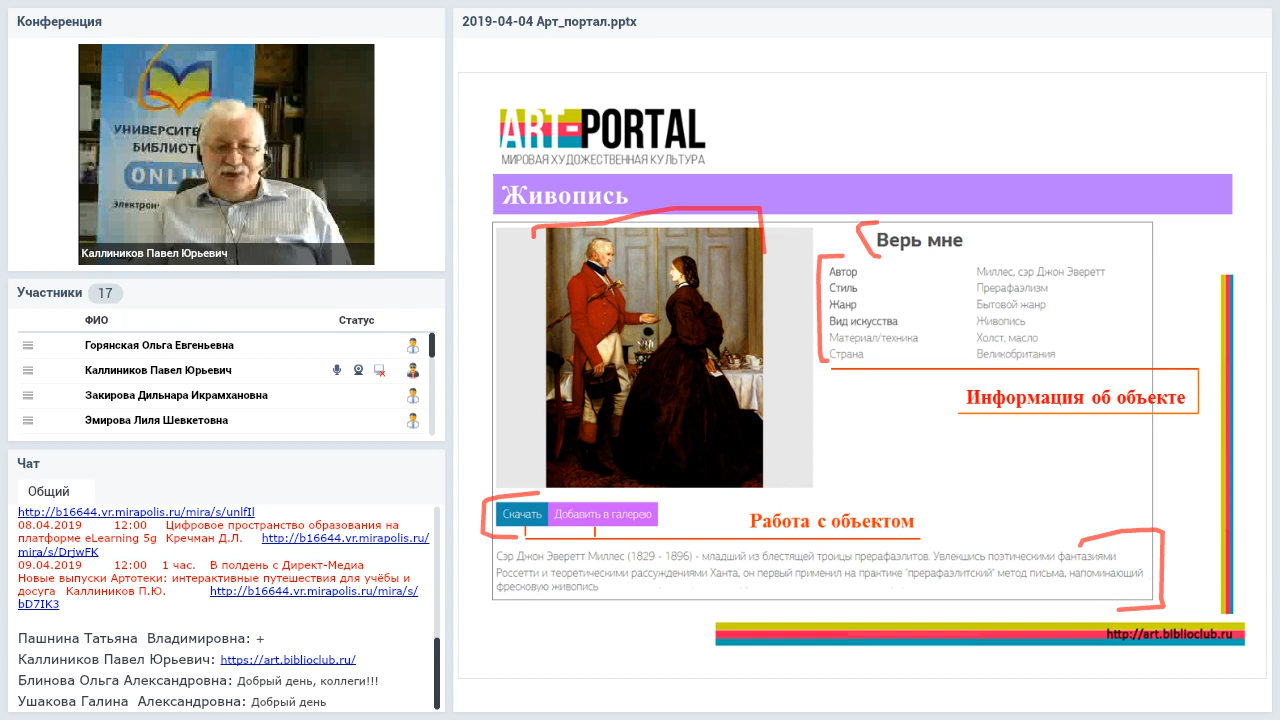 Конференция
УНИВЕРСИТЕ
БИБЛИОТ
ONLIN
Электрон
Каллиников Павел Юрьевич
Участники 17
ФИО Статус
Горянская Ольга Евгеньевна
Каллиников Павел Юрьевич
Закирова Дильнара Икрамахановна
Эмирова Лиля Шевкетовна
Чат
Общий
http://b16644.vr.mirapolis.ru/mira/s/unlfIl
08.04.2019 12:00 Цифровое пространство образования на
платформе eLearning 5g Кречман Д.Л. http://b16644.vr.mirapolis.ru/
mira/s/DrjwFK
09.04.2019 12:00 1 час. В полдень с Директ-Медиа
Новые выпуски Артотеки: интерактивные путешествия для учёбы и
досуга Каллиников П.Ю. http://b16644.vr.mirapolis.ru/mira/s/
bD7IK3
Пашнина Татьяна Владимировна: +
Каллиников Павел Юрьевич: https://art.biblioclub.ru/
Блинова Ольга Александровна: Добрый день, коллеги!!!
Ушакова Галина Александровна: Добрый день
2019-04-04 Арт_портал.pptx
ART-PORTAL
МИРОВАЯ ХУДОЖЕСТВЕННАЯ КУЛЬТУРА
Живопись
Верь мне
Автор Миллес, сэр Джон Эверетт
Стиль Прерафаэлизм
Жанр Бытовой жанр
Вид искусства Живопись
Материал/техника Холст, масло
Страна Великобритания
Информация об объекте
Скачать Добавить в галерею
Работа с объектом
Сэр Джон Эверетт Миллес (1829 - 1896) - младший из блестящей троицы прерафаэлитов. Увлекшись поэтическими фантазиями
Россетти и теоретическими рассуждениями Ханта, он первый применил на практике "прерафаэлитский" метод письма, напоминающий
фресковую живопись
http://art.biblioclub.ru